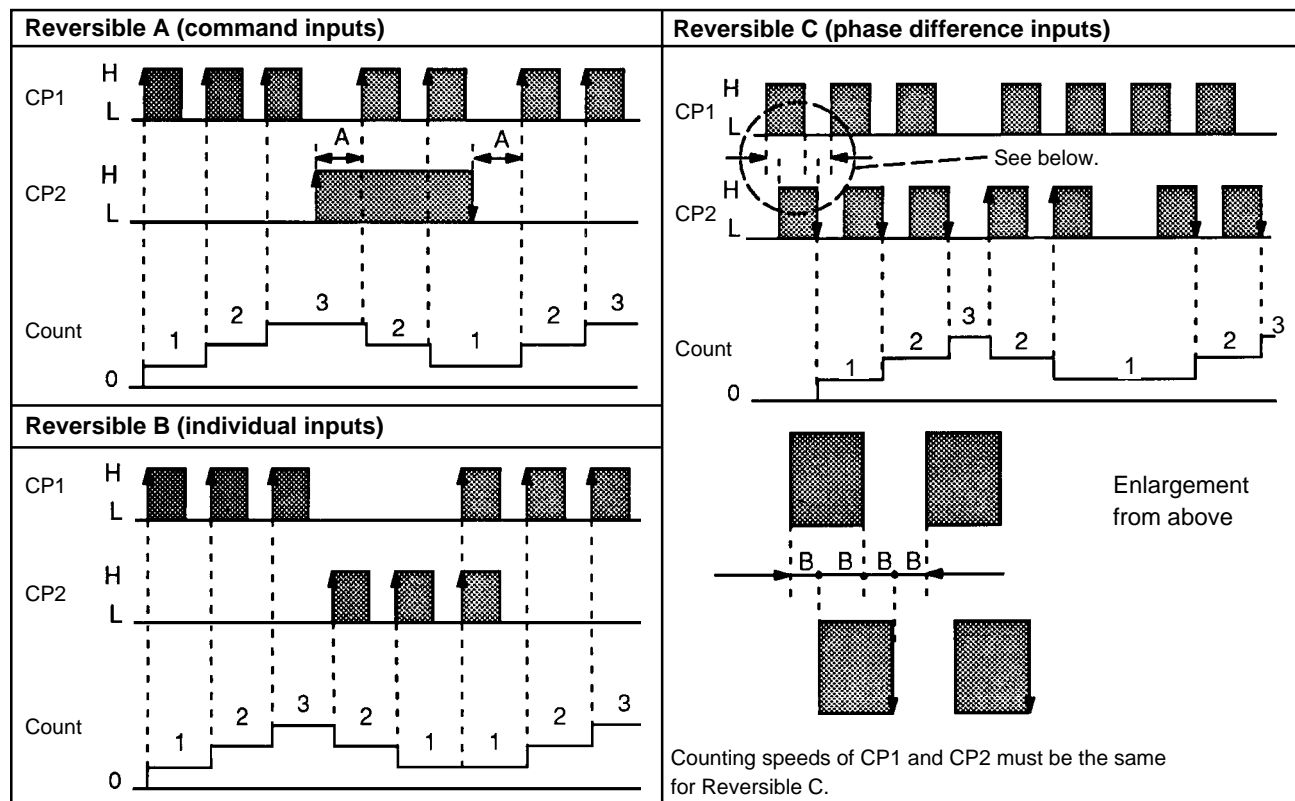 Reversible A (command inputs)
H
CP1
L
A A
H
CP2
L
Count
1 2 3 2 1 2 3
0
Reversible B (individual inputs)
H
CP1
L
H
CP2
L
Count
1 2 3 2 1 1 2 3
0
Reversible C (phase difference inputs)
H
CP1
L
See below.
H
CP2
L
Count
1 2 3 2 1 2 3
0
Enlargement
from above
B B B B
Counting speeds of CP1 and CP2 must be the same
for Reversible C.